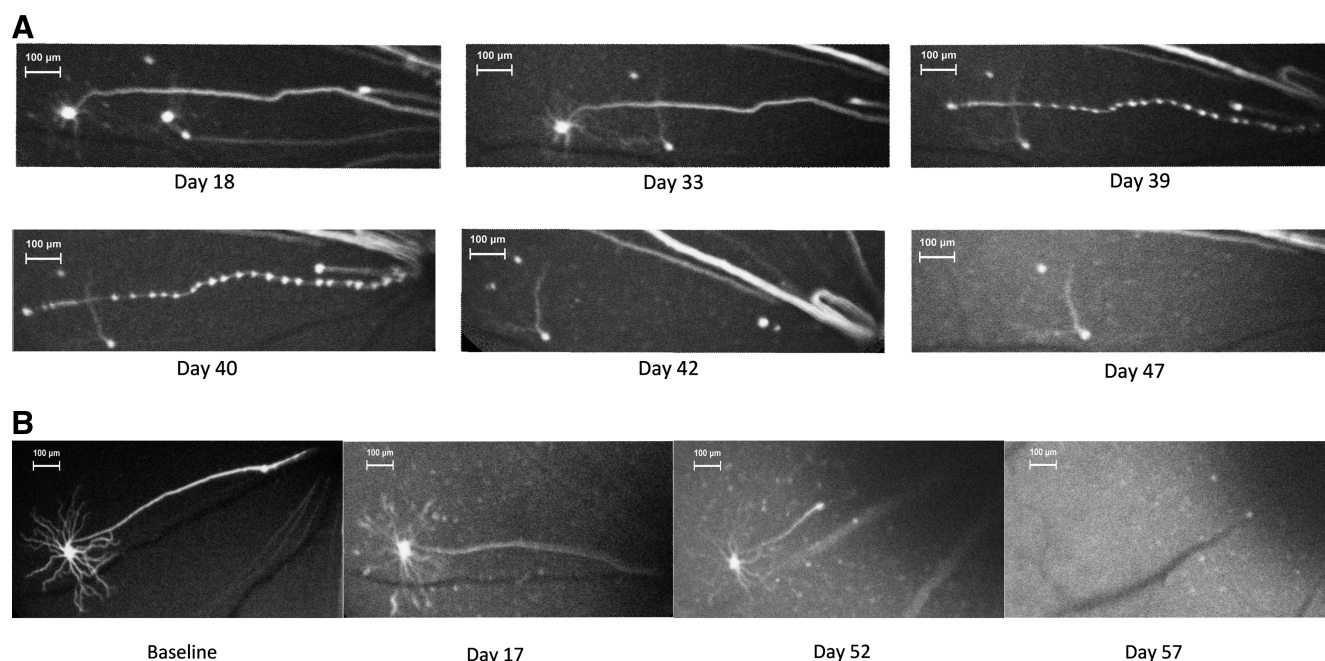 A
100 µm
100 µm
100 µm
Day 18
Day 33
Day 39
100 µm
100 µm
100 µm
Day 40
Day 42
Day 47
B
100 µm
100 µm
100 µm
100 µm
Baseline
Day 17
Day 52
Day 57